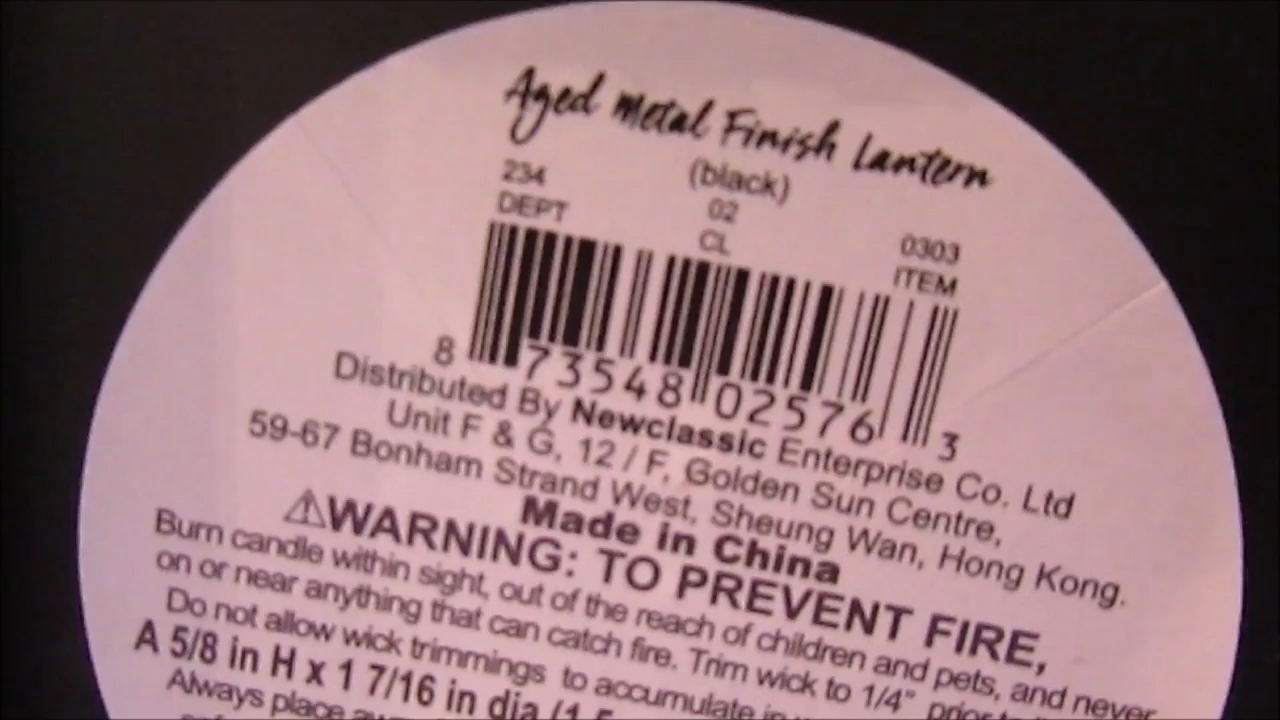 Aged Metal Finish Lantern
(black)
234 02 0303
DEPT CL ITEM
8 73548 02576 3
Distributed By Newclassic Enterprise Co. Ltd
Unit F & G, 12 / F, Golden Sun Centre,
59-67 Bonham Strand West, Sheung Wan, Hong Kong.
Made in China
⚠WARNING: TO PREVENT FIRE,
Burn candle within sight, out of the reach of children and pets, and never
on or near anything that can catch fire. Trim wick to 1/4"
Do not allow wick trimmings to accumulate in
A 5/8 in H x 1 7/16 in dia
Always place